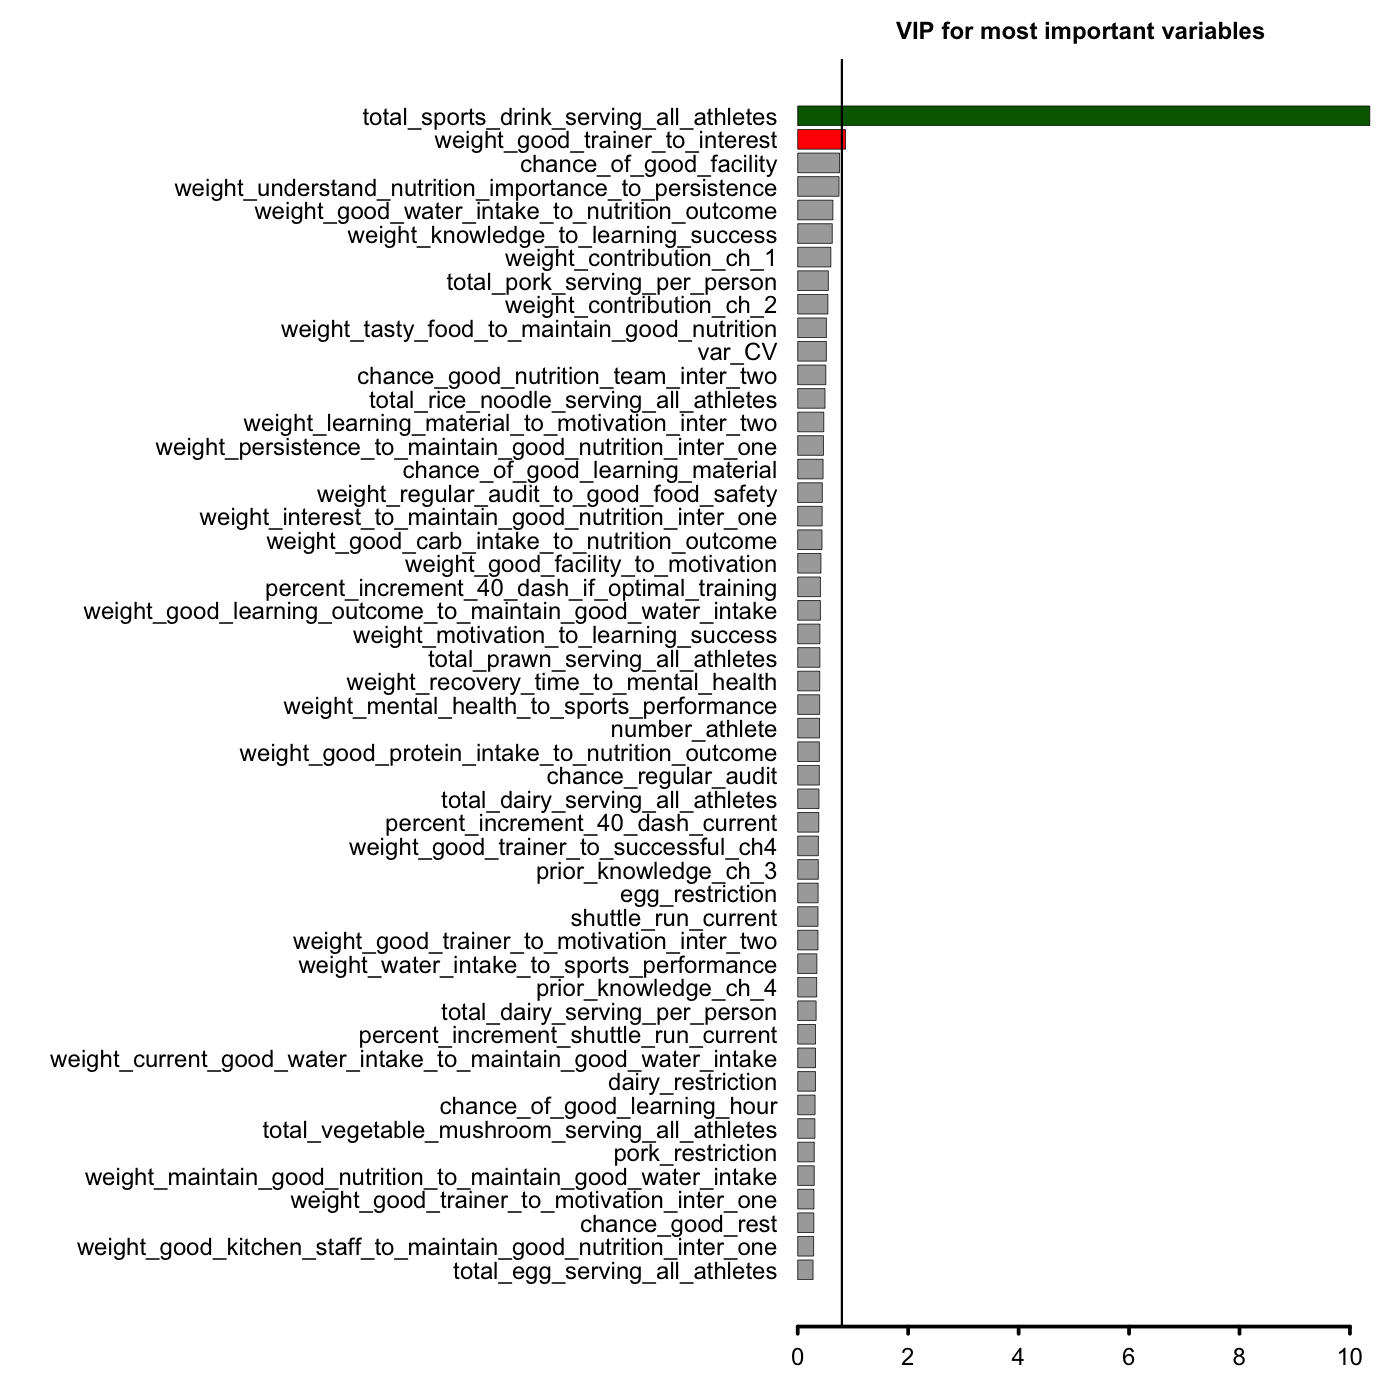 VIP for most important variables
total_sports_drink_serving_all_athletes
weight_good_trainer_to_interest
chance_of_good_facility
weight_understand_nutrition_importance_to_persistence
weight_good_water_intake_to_nutrition_outcome
weight_knowledge_to_learning_success
weight_contribution_ch_1
total_pork_serving_per_person
weight_contribution_ch_2
weight_tasty_food_to_maintain_good_nutrition
var_CV
chance_good_nutrition_team_inter_two
total_rice_noodle_serving_all_athletes
weight_learning_material_to_motivation_inter_two
weight_persistence_to_maintain_good_nutrition_inter_one
chance_of_good_learning_material
weight_regular_audit_to_good_food_safety
weight_interest_to_maintain_good_nutrition_inter_one
weight_good_carb_intake_to_nutrition_outcome
weight_good_facility_to_motivation
percent_increment_40_dash_if_optimal_training
weight_good_learning_outcome_to_maintain_good_water_intake
weight_motivation_to_learning_success
total_prawn_serving_all_athletes
weight_recovery_time_to_mental_health
weight_mental_health_to_sports_performance
number_athlete
weight_good_protein_intake_to_nutrition_outcome
chance_regular_audit
total_dairy_serving_all_athletes
percent_increment_40_dash_current
weight_good_trainer_to_successful_ch4
prior_knowledge_ch_3
egg_restriction
shuttle_run_current
weight_good_trainer_to_motivation_inter_two
weight_water_intake_to_sports_performance
prior_knowledge_ch_4
total_dairy_serving_per_person
percent_increment_shuttle_run_current
weight_current_good_water_intake_to_maintain_good_water_intake
dairy_restriction
chance_of_good_learning_hour
total_vegetable_mushroom_serving_all_athletes
pork_restriction
weight_maintain_good_nutrition_to_maintain_good_water_intake
weight_good_trainer_to_motivation_inter_one
chance_good_rest
weight_good_kitchen_staff_to_maintain_good_nutrition_inter_one
total_egg_serving_all_athletes
0 2 4 6 8 10